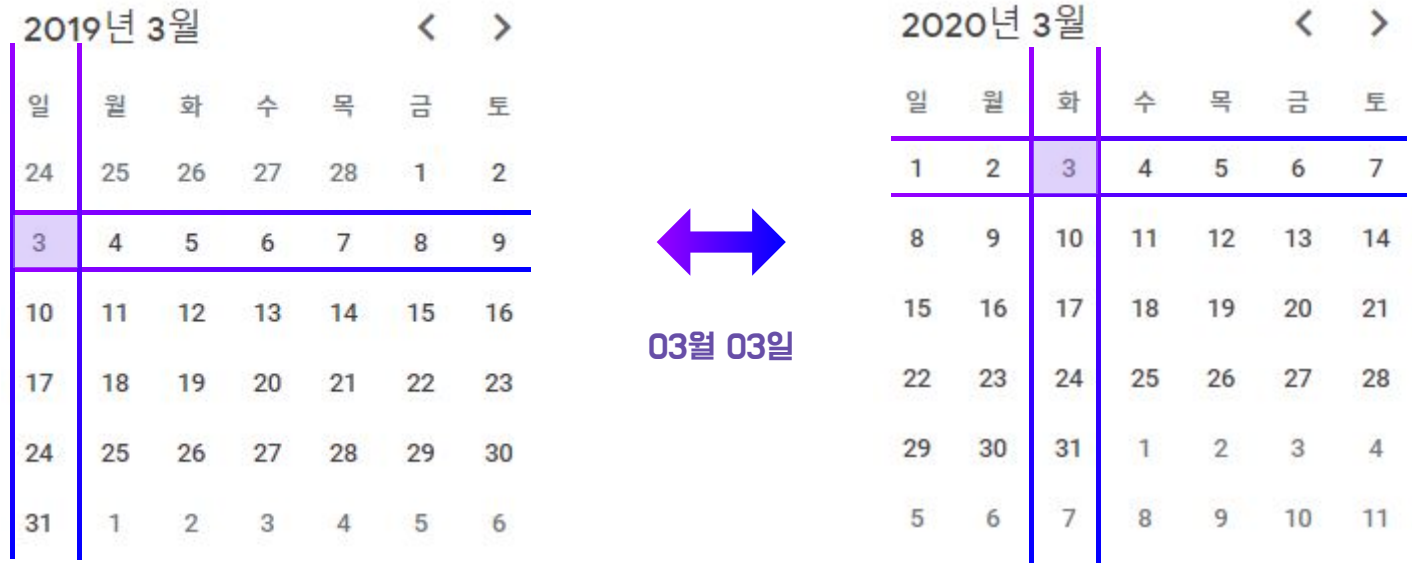 2019년 3월
일 월 화 수 목 금 토
24 25 26 27 28 1 2
3 4 5 6 7 8 9
10 11 12 13 14 15 16
17 18 19 20 21 22 23
24 25 26 27 28 29 30
31 1 2 3 4 5 6
03월 03일
2020년 3월
일 월 화 수 목 금 토
1 2 3 4 5 6 7
8 9 10 11 12 13 14
15 16 17 18 19 20 21
22 23 24 25 26 27 28
29 30 31 1 2 3 4
5 6 7 8 9 10 11